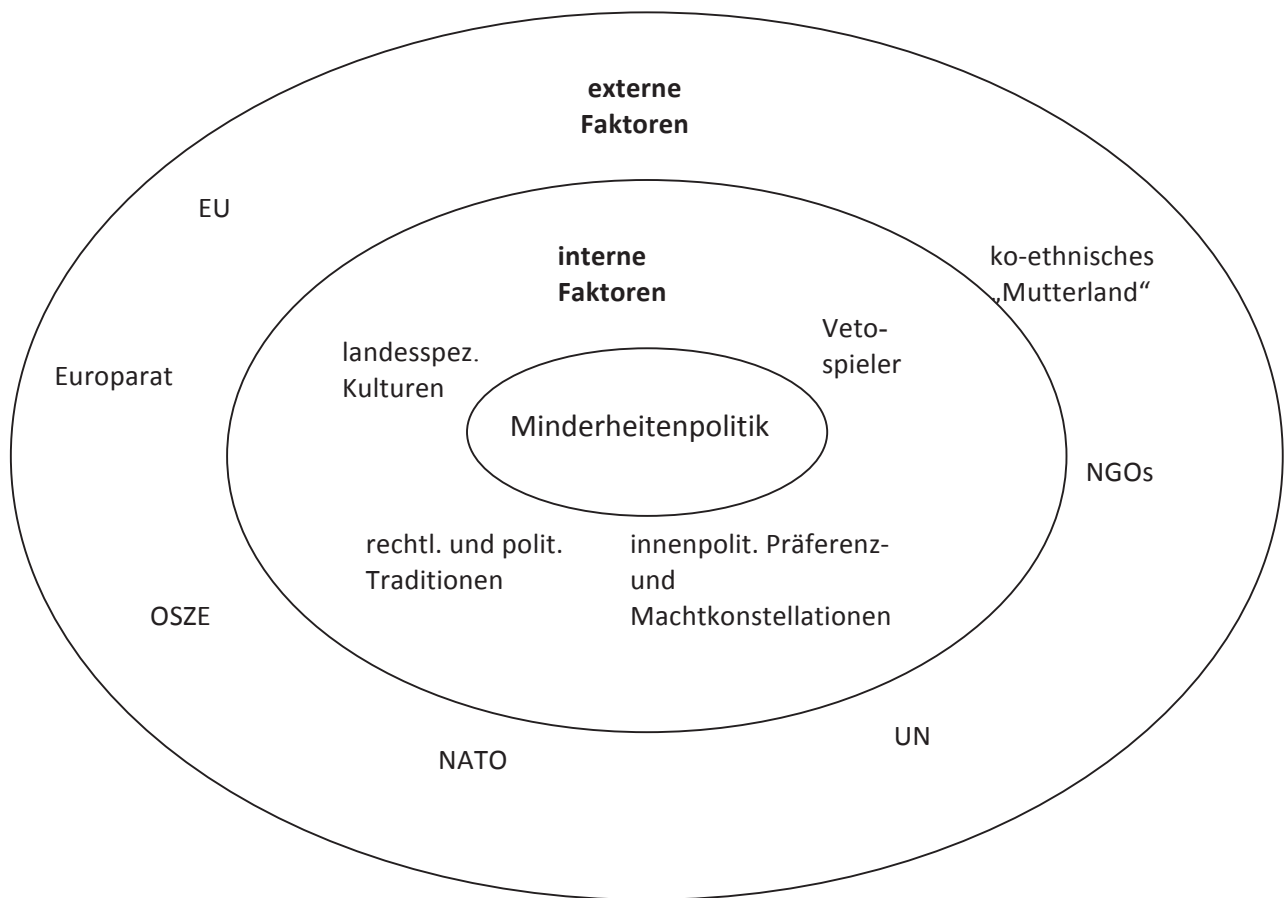 externe
Faktoren
EU
interne
Faktoren
ko-ethnisches
„Mutterland“
Veto-
spieler
landesspez.
Kulturen
Europarat
Minderheitenpolitik
NGOs
rechtl. und polit.
Traditionen
innenpolit. Präferenz-
und
Machtkonstellationen
OSZE
UN
NATO